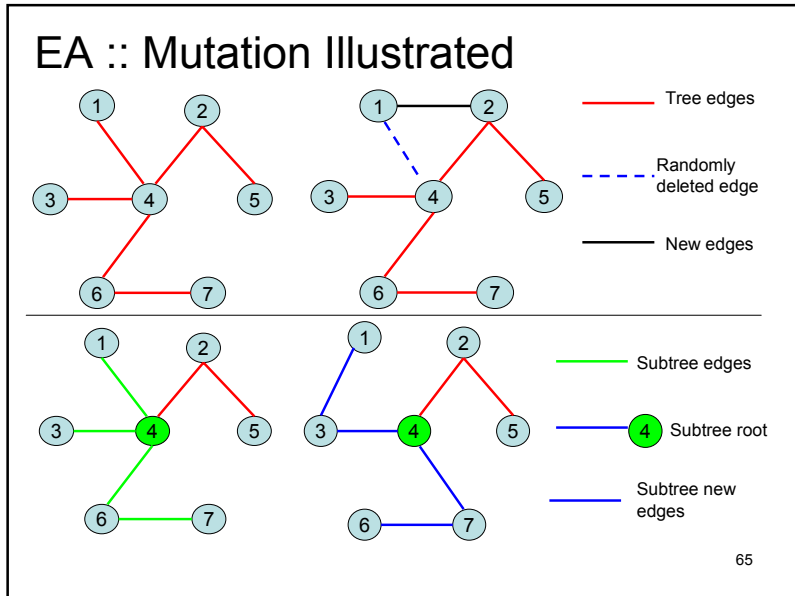 EA :: Mutation Illustrated
1 2
3 4 5
6 7
1 2
3 4 5
6 7
Tree edges
Randomly
deleted edge
New edges
1 2
3 4 5
6 7
1
2
3 4 5
6 7
Subtree edges
4 Subtree root
Subtree new
edges
65